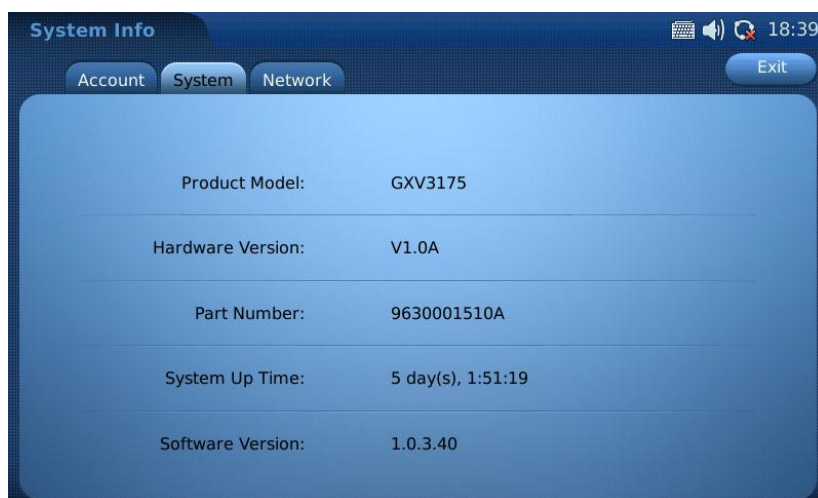 System Info 18:39
Exit
Account System Network
Product Model: GXV3175
Hardware Version: V1.0A
Part Number: 9630001510A
System Up Time: 5 day(s), 1:51:19
Software Version: 1.0.3.40